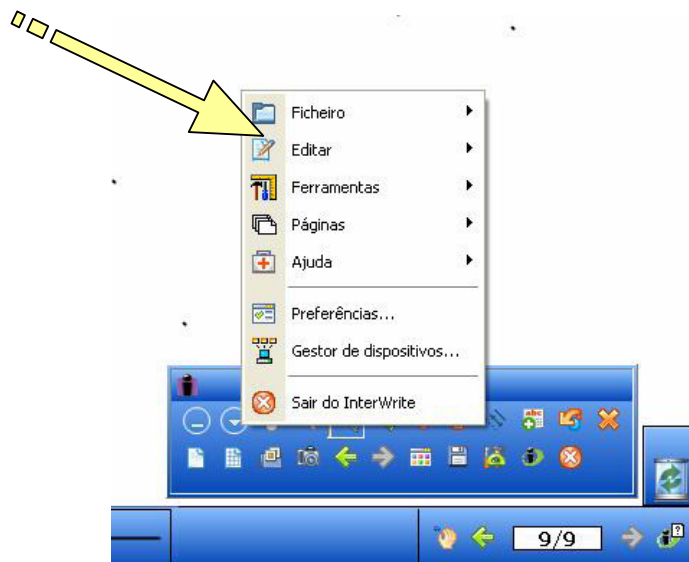 Ficheiro
Editar
Ferramentas
Páginas
Ajuda
Preferências...
Gestor de dispositivos...
Sair do InterWrite
abc
9/9
?